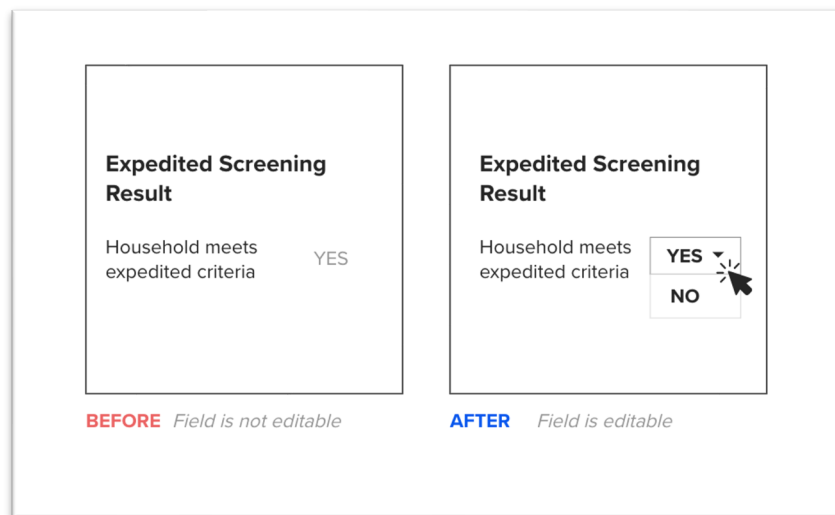 Expedited Screening
Result
Household meets
expedited criteria
YES
BEFORE Field is not editable
Expedited Screening
Result
Household meets
expedited criteria
YES
NO
AFTER Field is editable